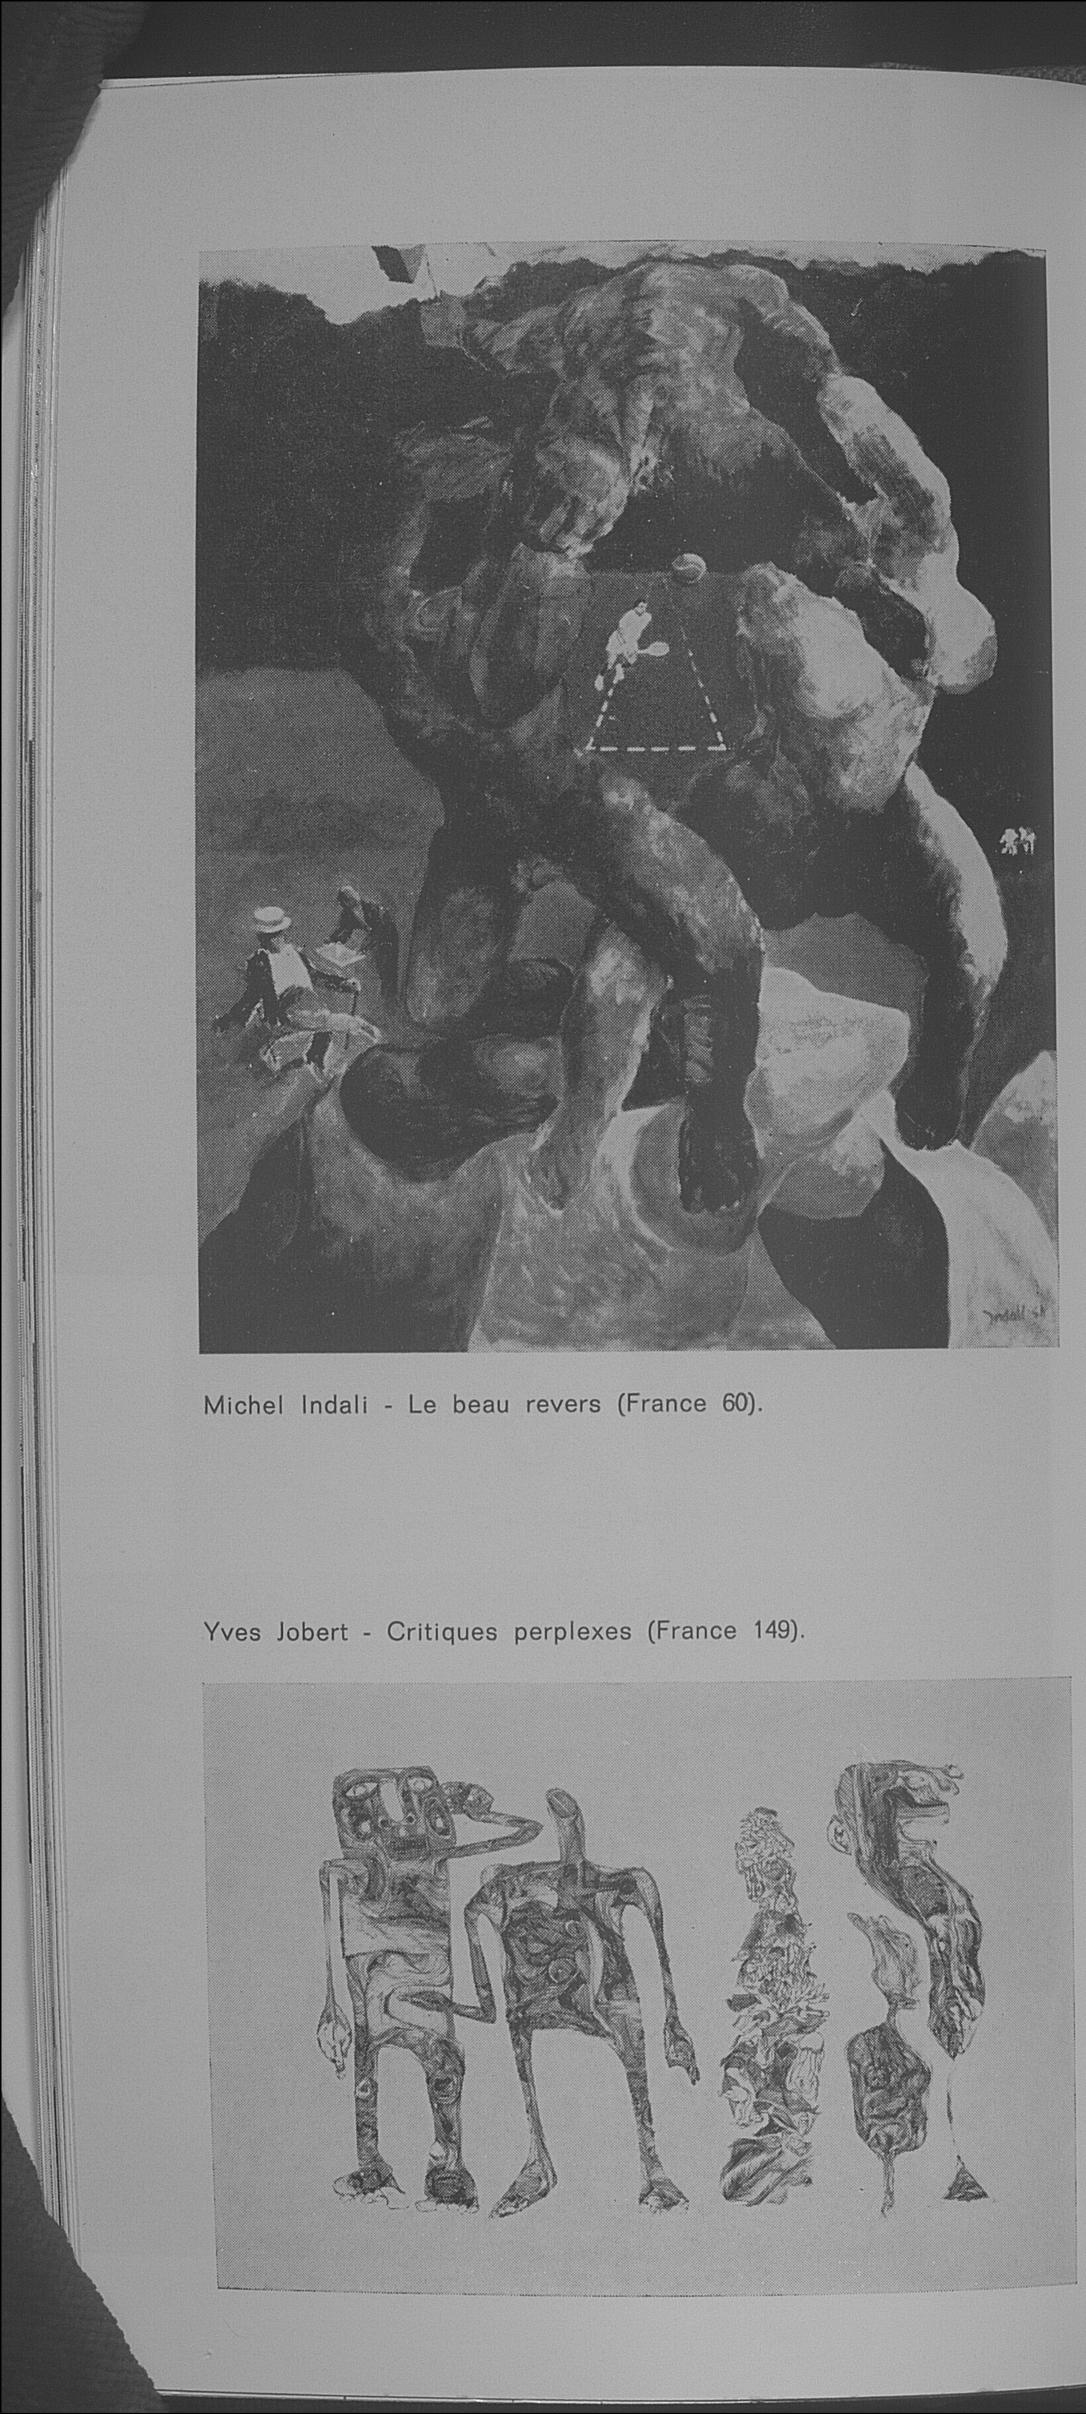 Michel Indali - Le beau revers (France 60).
Yves Jobert - Critiques perplexes (France 149).